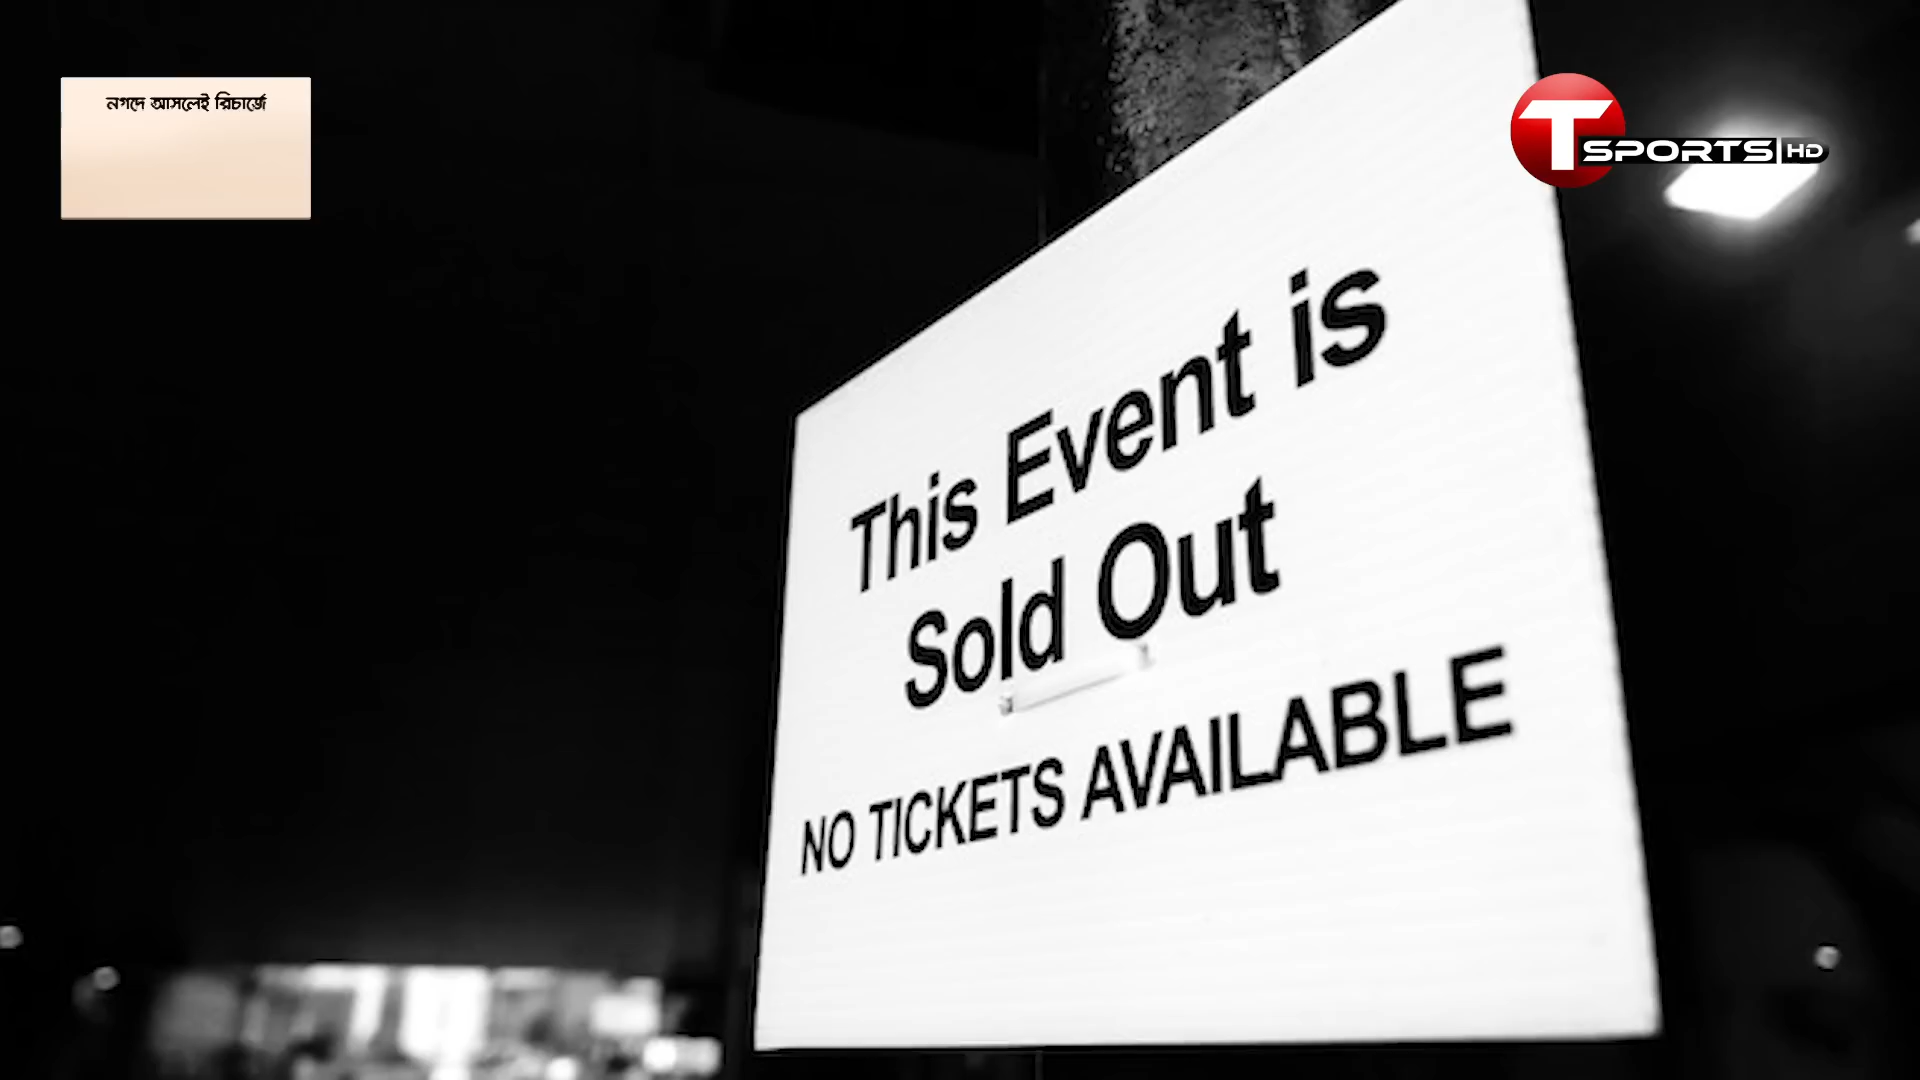 নগদে আসলেই রিচার্জে
T SPORTS HD
This Event is
Sold Out
NO TICKETS AVAILABLE